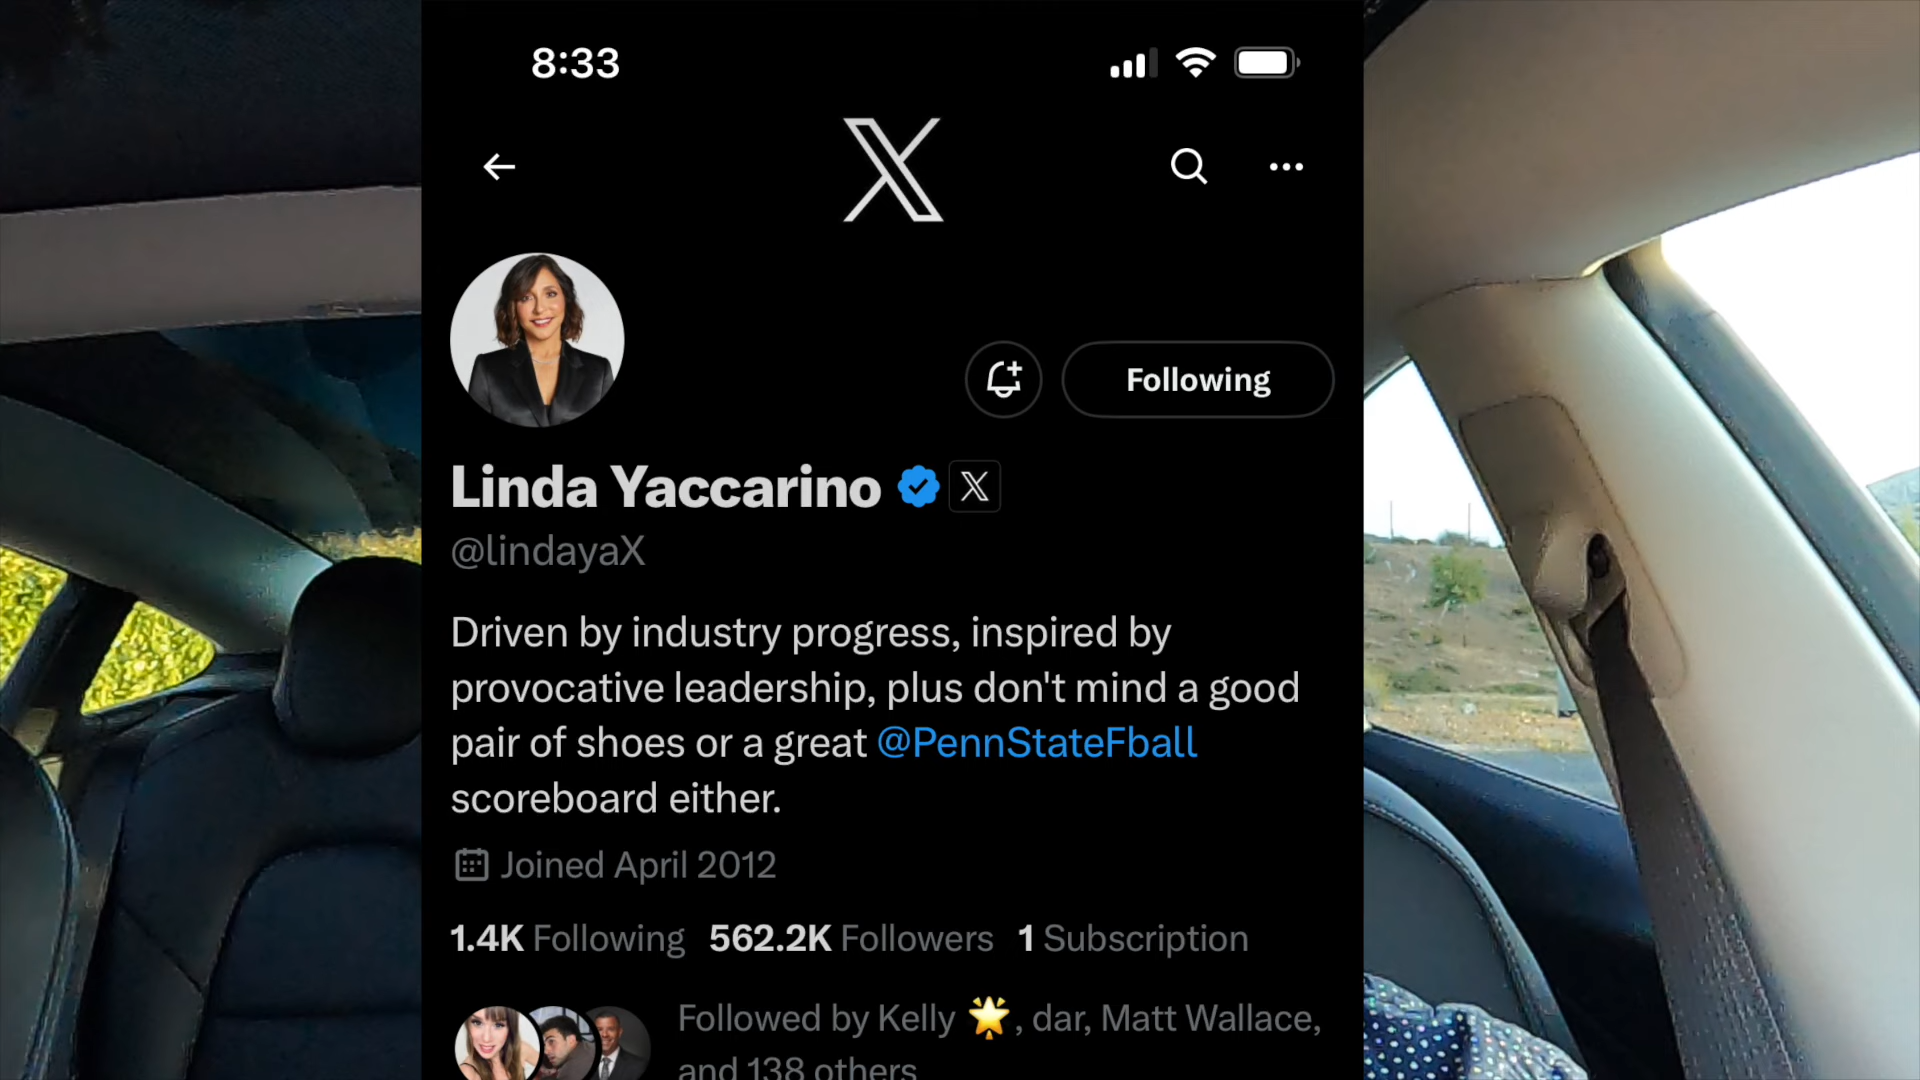 8:33
Following
Linda Yaccarino
@lindayaX
Driven by industry progress, inspired by
provocative leadership, plus don't mind a good
pair of shoes or a great @PennStateFball
scoreboard either.
Joined April 2012
1.4K Following 562.2K Followers 1 Subscription
Followed by Kelly 🌟, dar, Matt Wallace,
and 138 others